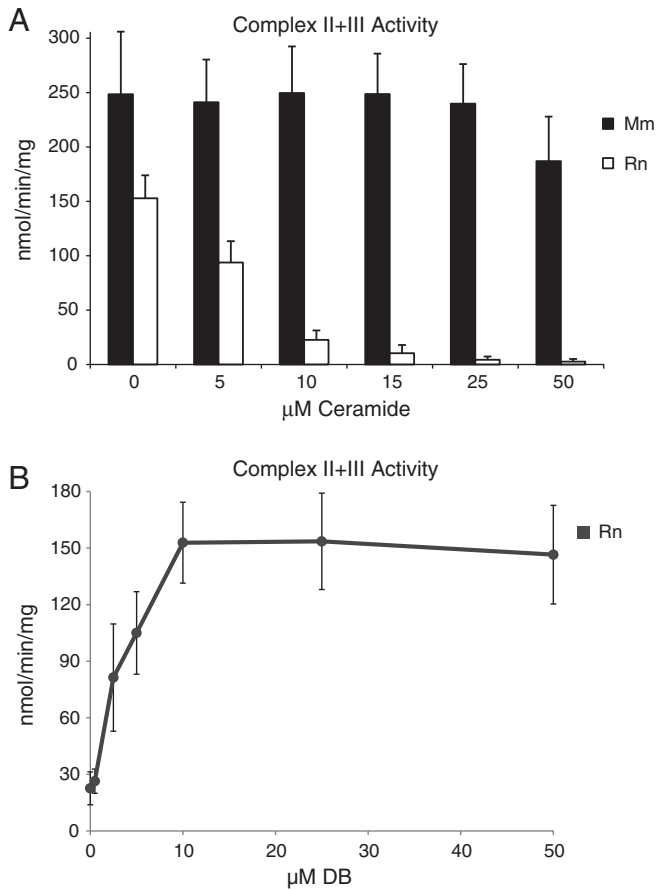 A
Complex II+III Activity
300
250
200
150
100
50
0
nmol/min/mg
Mm
Rn
0 5 10 15 25 50
μM Ceramide
B
Complex II+III Activity
180
150
120
90
60
30
0
nmol/min/mg
Rn
0 10 20 30 40 50
μM DB